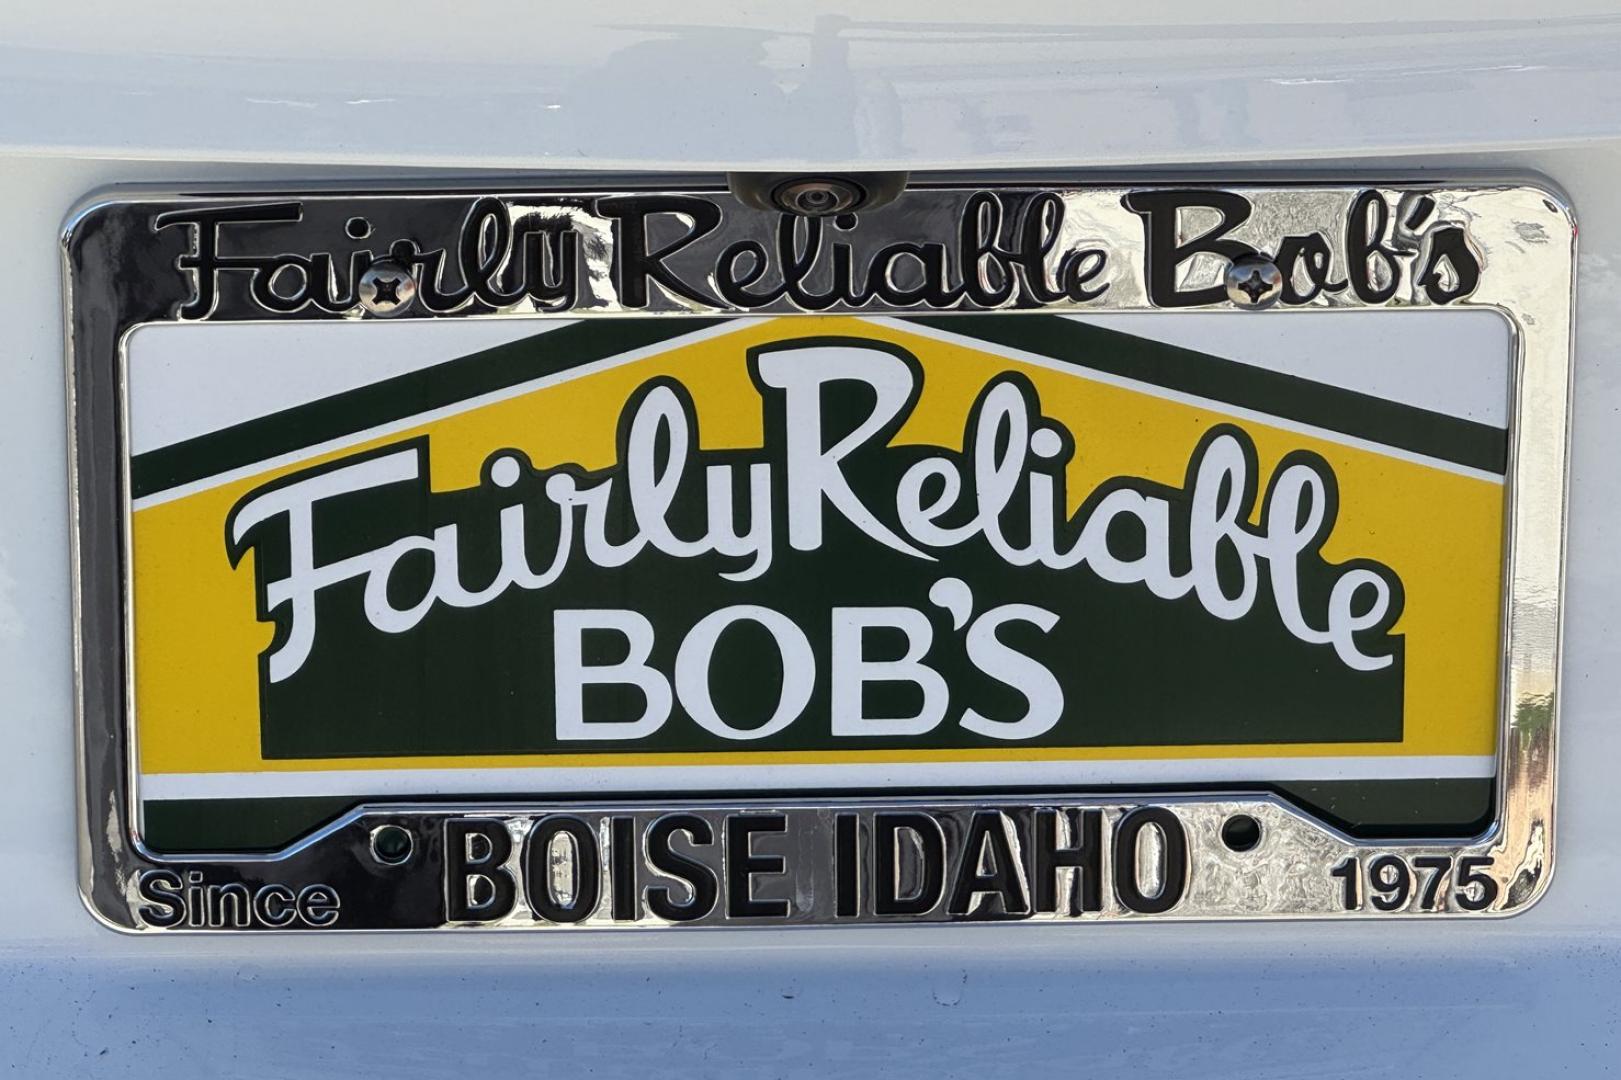 Fairly Reliable Bob's
Fairly Reliable
BOB'S
Since BOISE IDAHO 1975